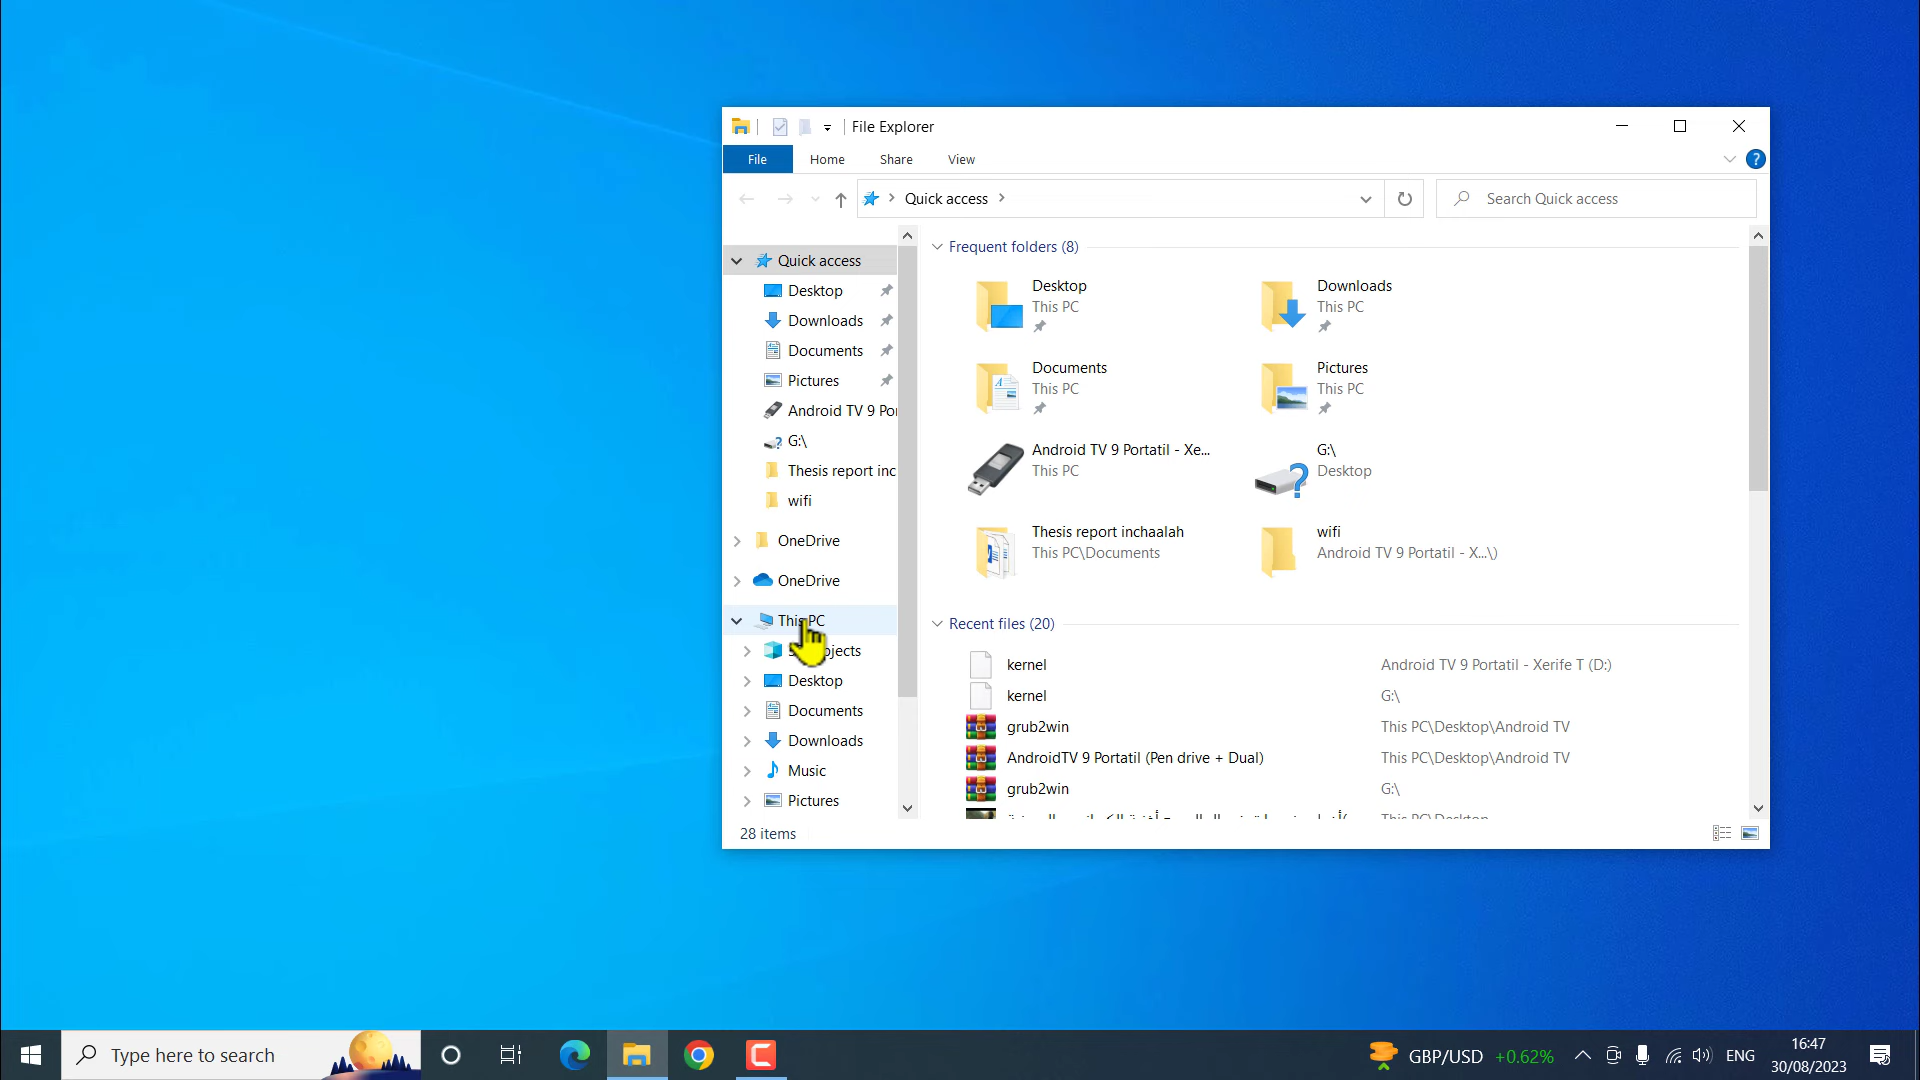 File Explorer
File Home Share View
Quick access
Search Quick access
Quick access
Desktop
Downloads
Documents
Pictures
Android TV 9 Po
G:\
Thesis report inc
wifi
OneDrive
OneDrive
This PC
Desktop
Documents
Downloads
Music
Pictures
Frequent folders (8)
Desktop
This PC
Downloads
This PC
Documents
This PC
Pictures
This PC
Android TV 9 Portatil - Xe...
This PC
G:\
Desktop
Thesis report inchaalah
This PC\Documents
wifi
Android TV 9 Portatil - X...\)
Recent files (20)
kernel Android TV 9 Portatil - Xerife T (D:)
kernel G:\
grub2win This PC\Desktop\Android TV
AndroidTV 9 Portatil (Pen drive + Dual) This PC\Desktop\Android TV
grub2win G:\
This PC\Desktop
28 items
Type here to search
GBP/USD +0.62%
ENG
16:47
30/08/2023